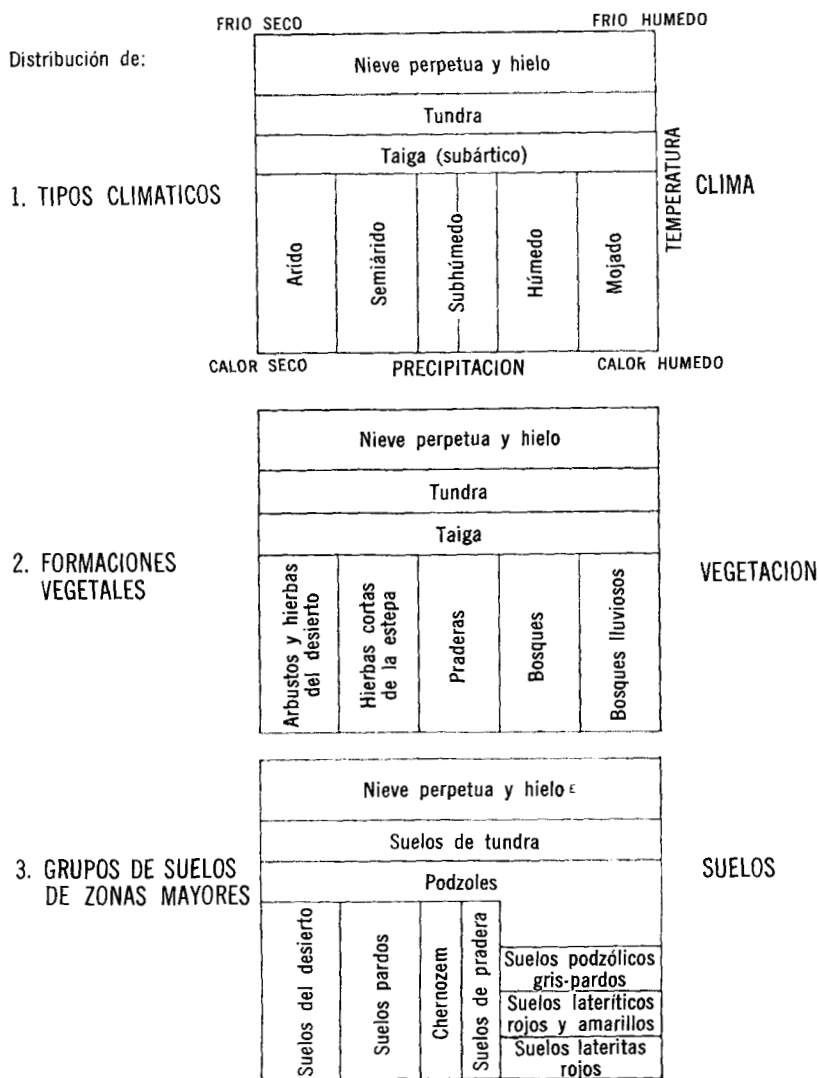 FRIO SECO
FRIO HUMEDO
Distribución de:
Nieve perpetua y hielo
Tundra
Taiga (subártico)
1. TIPOS CLIMATICOS
Arido
Semiárido
Subhúmedo
Húmedo
Mojado
TEMPERATURA
CLIMA
CALOR SECO
PRECIPITACION
CALOR HUMEDO
Nieve perpetua y hielo
Tundra
Taiga
2. FORMACIONES
VEGETALES
Arbustos y hierbas
del desierto
Hierbas cortas
de la estepa
Praderas
Bosques
Bosques lluviosos
VEGETACION
Nieve perpetua y hielo
Suelos de tundra
Podzoles
3. GRUPOS DE SUELOS
DE ZONAS MAYORES
Suelos del desierto
Suelos pardos
Chernozem
Suelos de pradera
Suelos podzólicos
gris-pardos
Suelos lateríticos
rojos y amarillos
Suelos lateritas
rojos
SUELOS